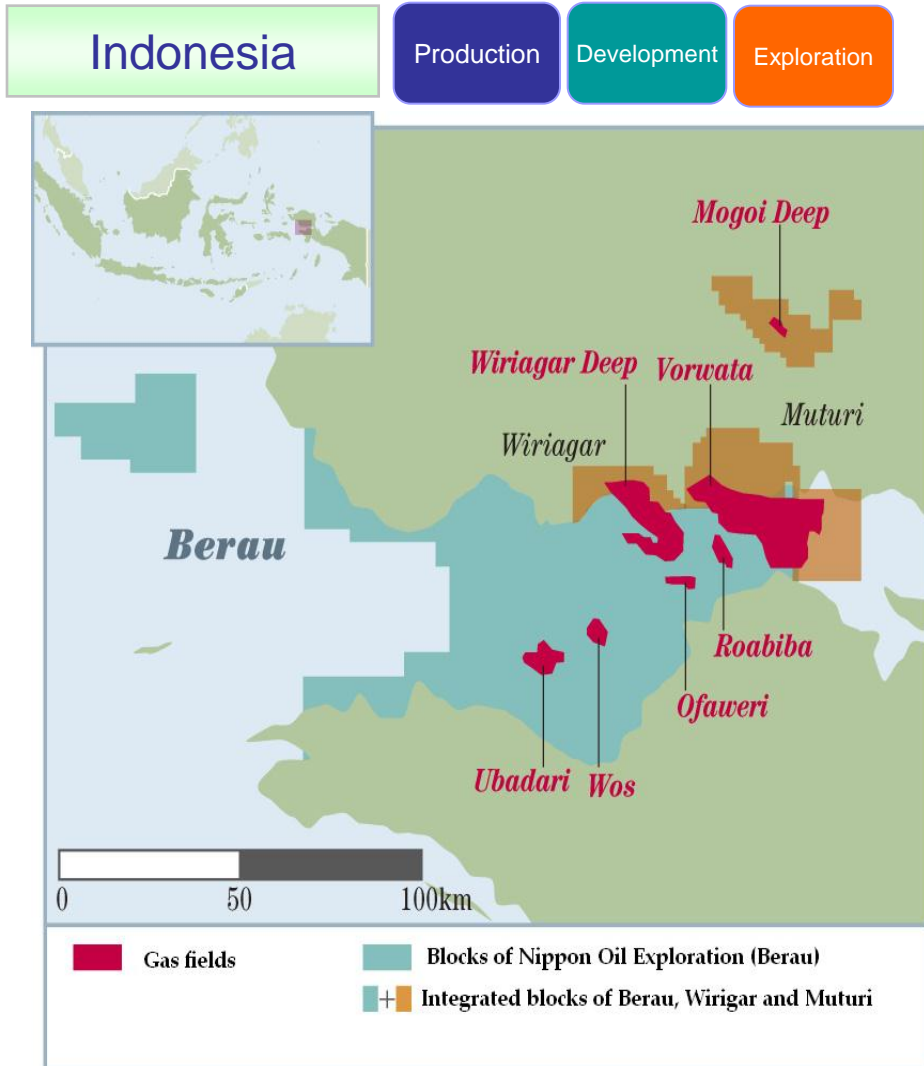 Indonesia
Production
Development
Exploration
Mogoi Deep
Wiriagar Deep
Vorwata
Muturi
Wiriagar
Berau
Roabiba
Ofaweri
Ubadari
Wos
0
50
100km
Gas fields
Blocks of Nippon Oil Exploration (Berau)
+
Integrated blocks of Berau, Wirigar and Muturi